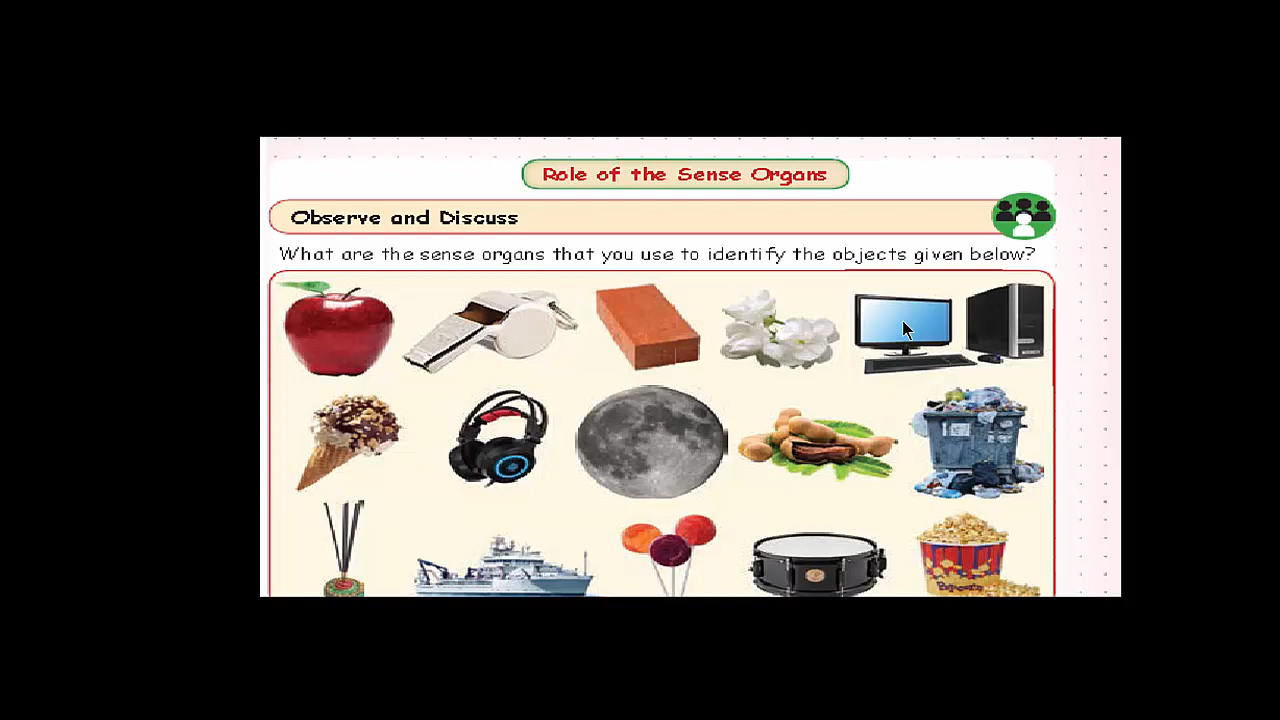 Role of the Sense Organs
Observe and Discuss
What are the sense organs that you use to identify the objects given below?
Popcorn